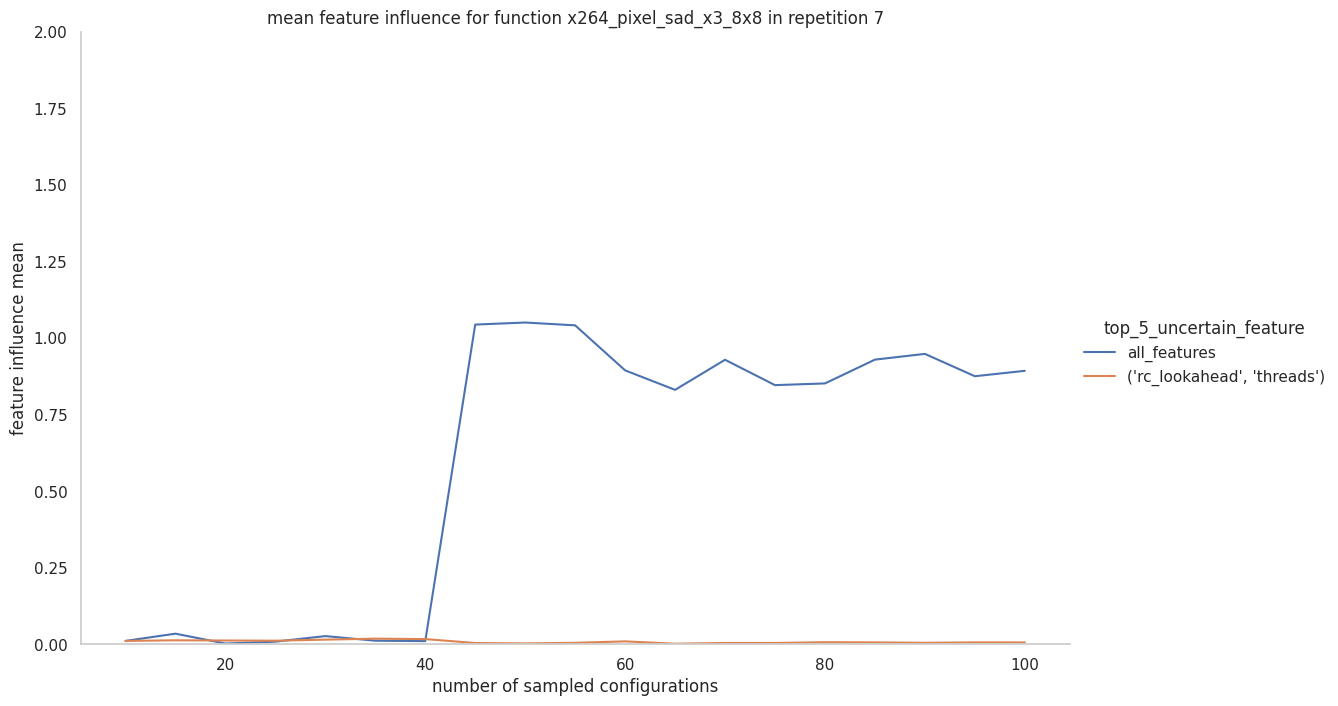 mean feature influence for function x264_pixel_sad_x3_8x8 in repetition 7
2.00
1.75
1.50
1.25
1.00
0.75
0.50
0.25
0.00
feature influence mean
20
40
60
80
100
number of sampled configurations
top_5_uncertain_feature
all_features
('rc_lookahead', 'threads')